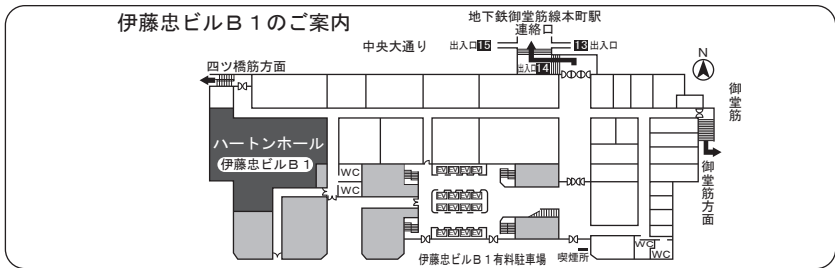 伊藤忠ビルB1のご案内
地下鉄御堂筋線本町駅
連絡口
中央大通り
出入口15
13出入口
出入口14
N
四ツ橋筋方面
御堂筋
ハートンホール
伊藤忠ビルB1
WC
WC
EV EV EV EV
EV EV EV EV
EV EV EV EV
EV EV EV EV
御堂筋方面
WC
WC
伊藤忠ビルB1有料駐車場
喫煙所